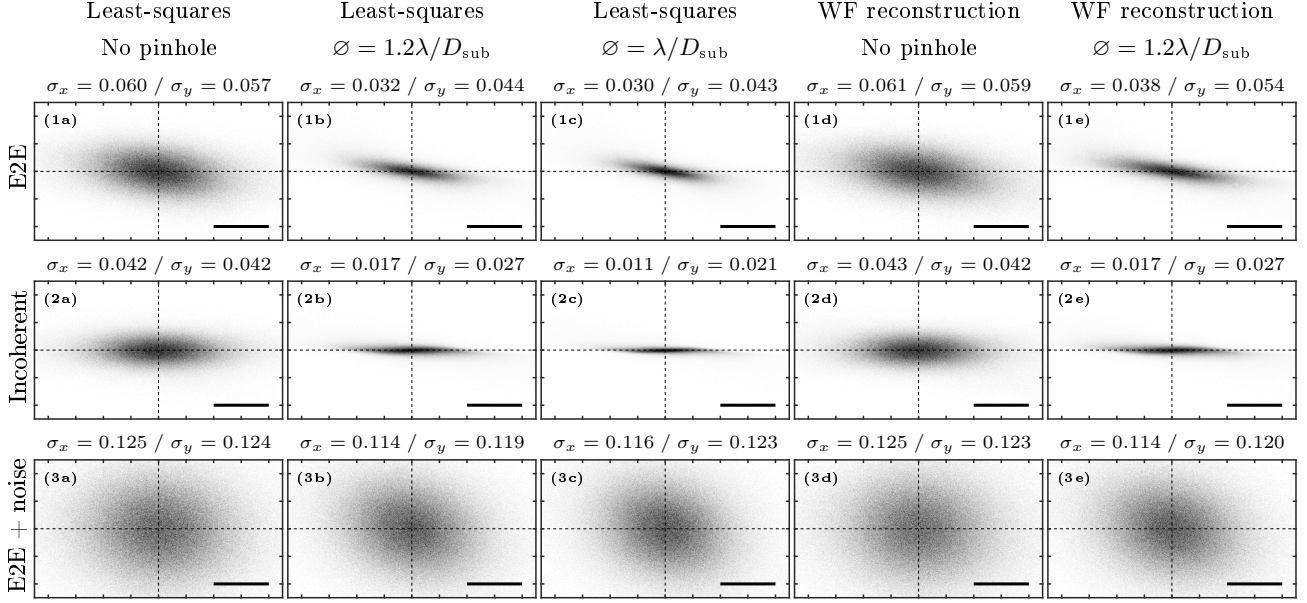 Least-squares Least-squares Least-squares WF reconstruction WF reconstruction
No pinhole ∅ = 1.2λ/D_sub ∅ = λ/D_sub No pinhole ∅ = 1.2λ/D_sub
σ_x = 0.060 / σ_y = 0.057 σ_x = 0.032 / σ_y = 0.044 σ_x = 0.030 / σ_y = 0.043 σ_x = 0.061 / σ_y = 0.059 σ_x = 0.038 / σ_y = 0.054
E2E
(1a) (1b) (1c) (1d) (1e)
σ_x = 0.042 / σ_y = 0.042 σ_x = 0.017 / σ_y = 0.027 σ_x = 0.011 / σ_y = 0.021 σ_x = 0.043 / σ_y = 0.042 σ_x = 0.017 / σ_y = 0.027
Incoherent
(2a) (2b) (2c) (2d) (2e)
σ_x = 0.125 / σ_y = 0.124 σ_x = 0.114 / σ_y = 0.119 σ_x = 0.116 / σ_y = 0.123 σ_x = 0.125 / σ_y = 0.123 σ_x = 0.114 / σ_y = 0.120
E2E + noise
(3a) (3b) (3c) (3d) (3e)